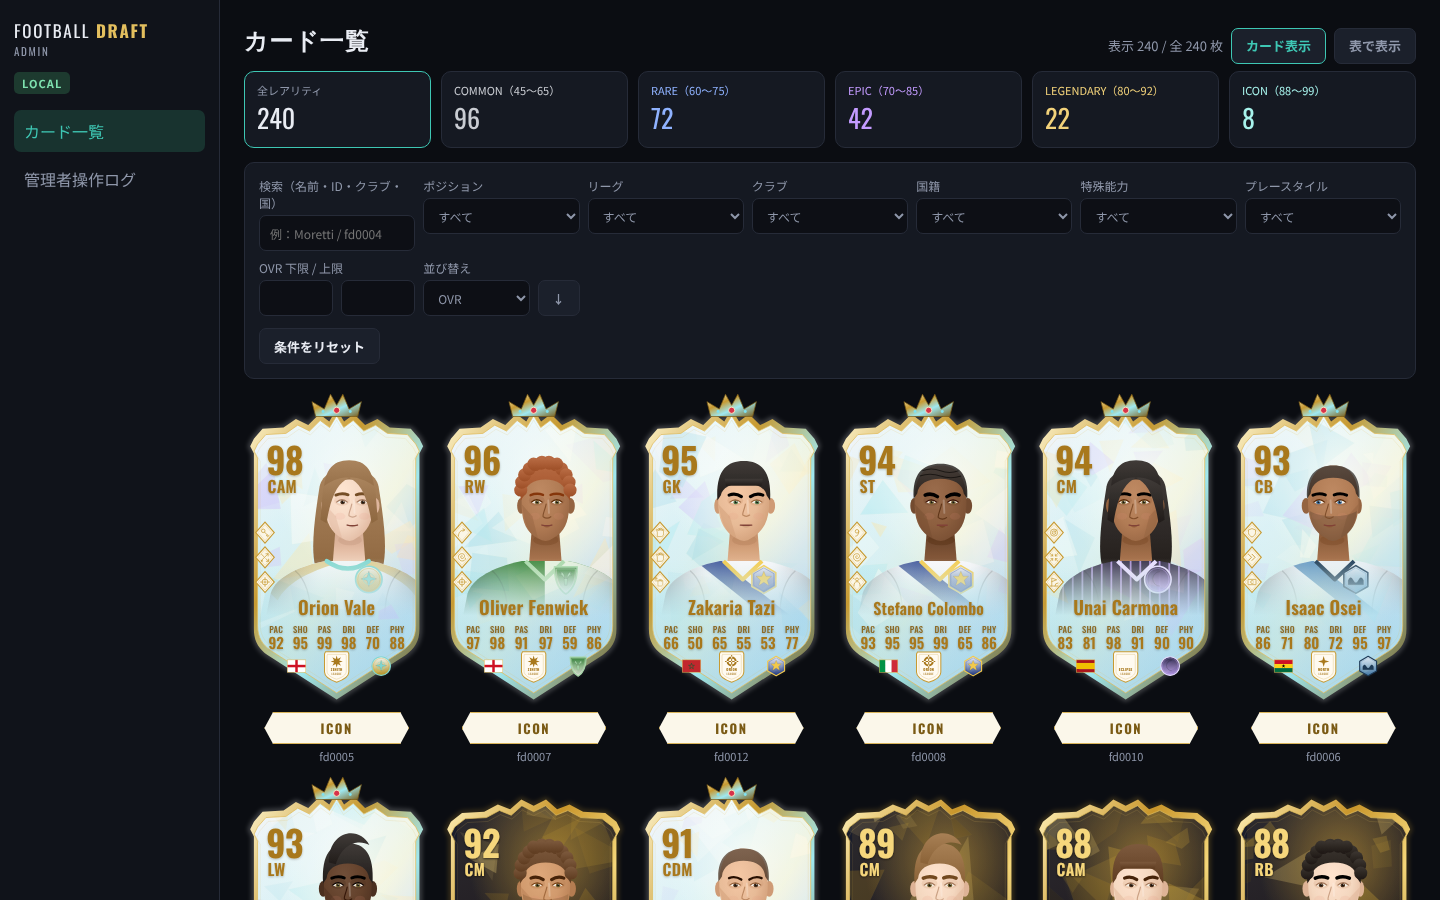 FOOTBALL DRAFT
ADMIN
LOCAL
カード一覧
管理者操作ログ
カード一覧
表示 240 / 全 240 枚
カード表示
表で表示
全レアリティ
240
COMMON（45〜65）
96
RARE（60〜75）
72
EPIC（70〜85）
42
LEGENDARY（80〜92）
22
ICON（88〜99）
8
検索（名前・ID・クラブ・
国）
例：Moretti / fd0004
ポジション
すべて
リーグ
すべて
クラブ
すべて
国籍
すべて
特殊能力
すべて
プレースタイル
すべて
OVR 下限 / 上限
並び替え
OVR
↓
条件をリセット
98
CAM
Orion Vale
PAC SHO PAS DRI DEF PHY
92 95 99 98 70 88
ICON
fd0005
96
RW
Oliver Fenwick
PAC SHO PAS DRI DEF PHY
97 98 91 97 59 86
ICON
fd0007
95
GK
Zakaria Tazi
PAC SHO PAS DRI DEF PHY
66 50 65 55 53 77
ICON
fd0012
94
ST
Stefano Colombo
PAC SHO PAS DRI DEF PHY
93 95 95 99 65 86
ICON
fd0008
94
CM
Unai Carmona
PAC SHO PAS DRI DEF PHY
83 81 98 91 90 90
ECLIPSE
ICON
fd0010
93
CB
Isaac Osei
PAC SHO PAS DRI DEF PHY
86 71 80 72 95 97
ICON
fd0006
93
LW
92
CM
91
CDM
89
CM
88
CAM
88
RB